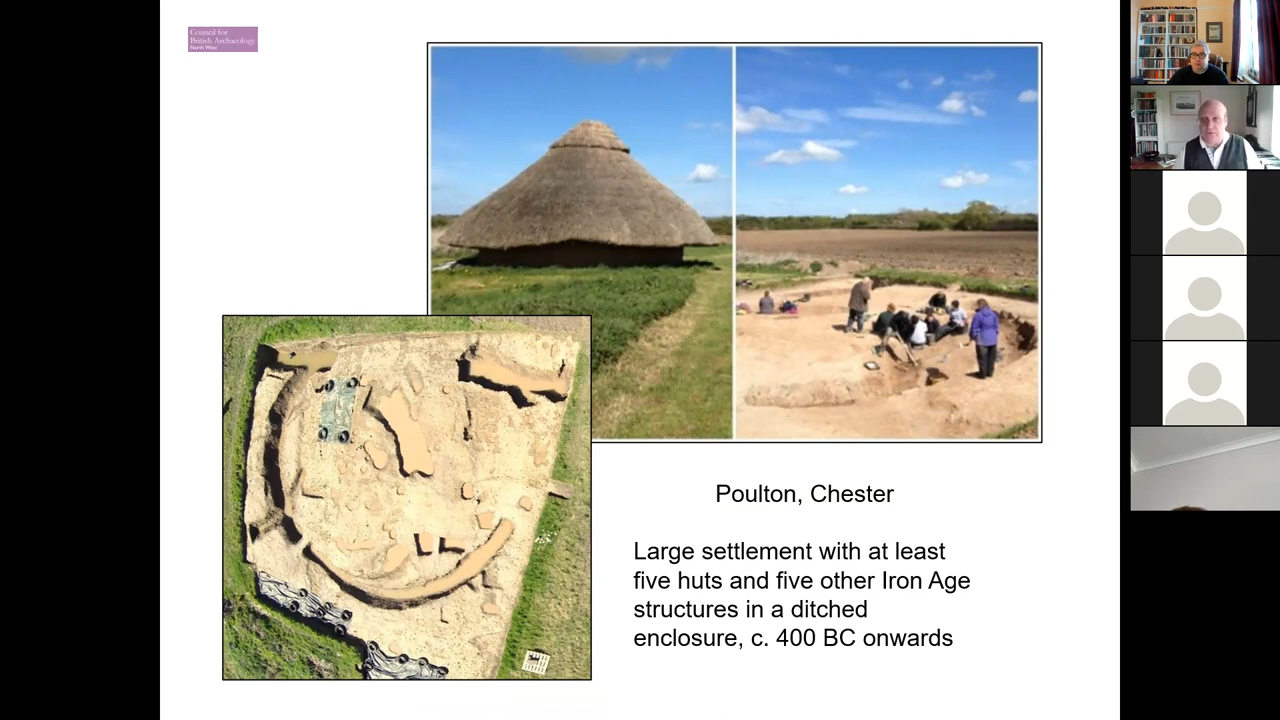 Council for
British Archaeology
North West
Poulton, Chester
Large settlement with at least
five huts and five other Iron Age
structures in a ditched
enclosure, c. 400 BC onwards